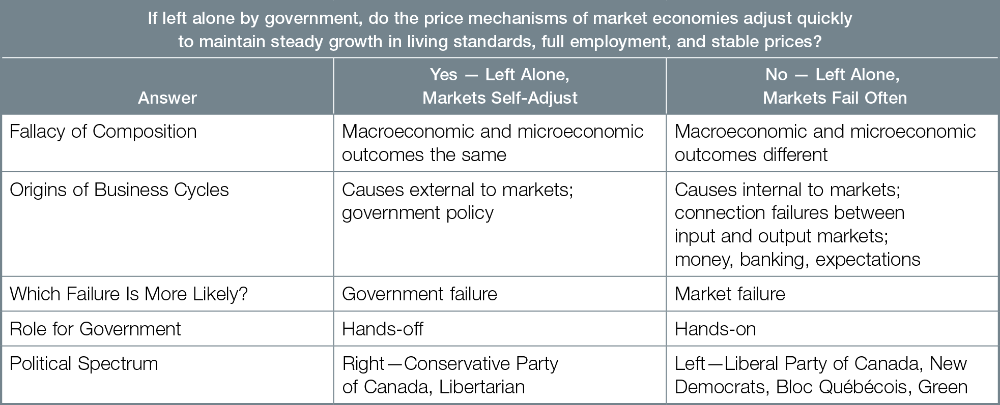 If left alone by government, do the price mechanisms of market economies adjust quickly
to maintain steady growth in living standards, full employment, and stable prices?
Answer
Yes — Left Alone,
Markets Self-Adjust
No — Left Alone,
Markets Fail Often
Fallacy of Composition
Macroeconomic and microeconomic
outcomes the same
Macroeconomic and microeconomic
outcomes different
Origins of Business Cycles
Causes external to markets;
government policy
Causes internal to markets;
connection failures between
input and output markets;
money, banking, expectations
Which Failure Is More Likely?
Government failure
Market failure
Role for Government
Hands-off
Hands-on
Political Spectrum
Right—Conservative Party
of Canada, Libertarian
Left—Liberal Party of Canada, New
Democrats, Bloc Québécois, Green